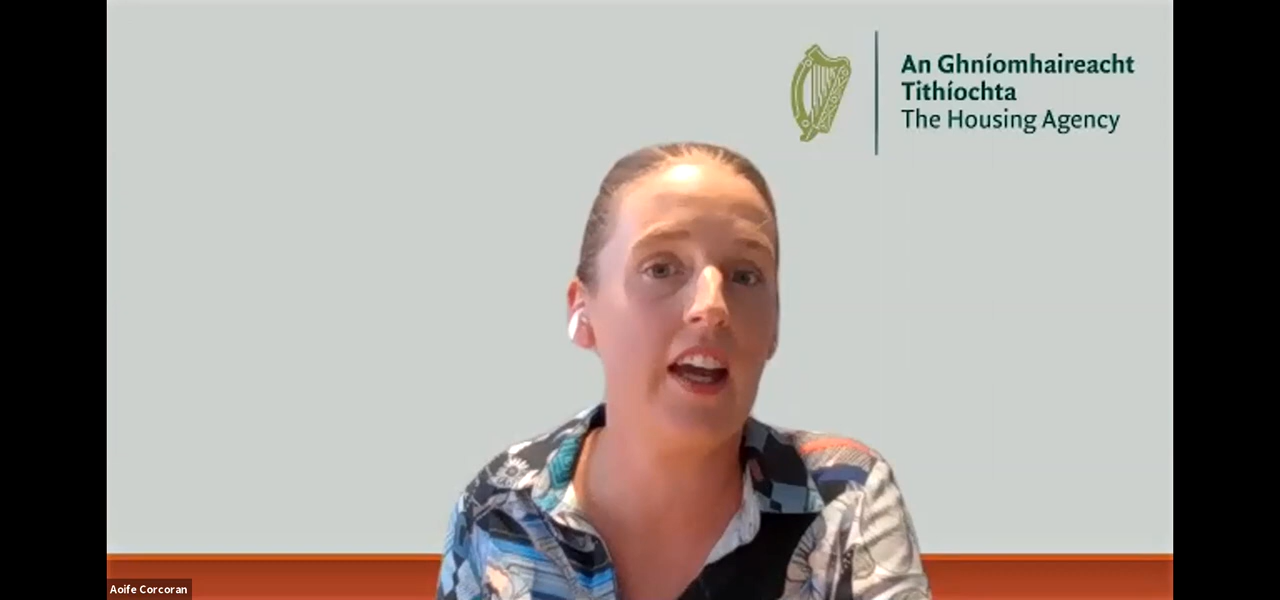 An Ghníomhaireacht
Tithíochta
The Housing Agency
Aoife Corcoran